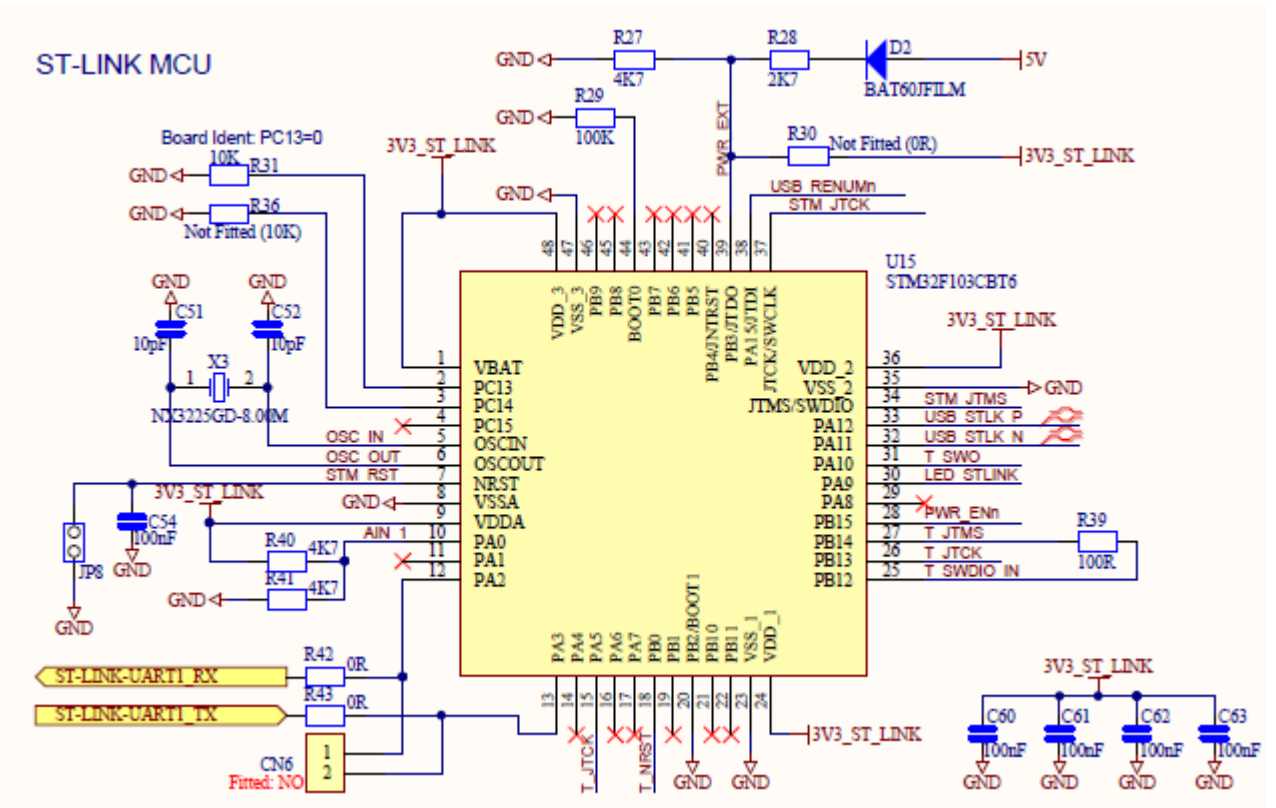 ST-LINK MCU
R27
4K7
GND
R28
2K7
D2
BAT60JFILM
5V
R29
100K
GND
PWR_EXT
R30
Not Fitted (0R)
3V3_ST_LINK
Board Ident: PC13=0
10K
R31
GND
R36
GND
Not Fitted (10K)
3V3_ST_LINK
GND
USB_RENUMn
STM_JTCK
48
47
46
45
44
43
42
41
40
39
38
37
U15
STM32F103CBT6
VDD_3
VSS_3
PB9
PB8
BOOT0
PB7
PB6
PB5
PB4/JNTRST
PB3/JTDO
PA15/JTDI
JTCK/SWCLK
GND
GND
C51
10pF
C52
10pF
X3
1
2
NX3225GD-8.00M
OSC_IN
OSC_OUT
STM_RST
3V3_ST_LINK
GND
C54
100nF
JP8
GND
GND
AIN_1
R40
4K7
R41
4K7
GND
1 VBAT
2 PC13
3 PC14
4 PC15
5 OSCIN
6 OSCOUT
7 NRST
8 VSSA
9 VDDA
10 PA0
11 PA1
12 PA2
3V3_ST_LINK
VDD_2 36
VSS_2 35 GND
JTMS/SWDIO 34 STM_JTMS
PA12 33 USB_STLK_P
PA11 32 USB_STLK_N
PA10 31 T_SWO
PA9 30 LED_STLINK
PA8 29
PB15 28 PWR_ENn
PB14 27 T_JTMS
PB13 26 T_JTCK
PB12 25 T_SWDIO_IN
R39
100R
PA3
PA4
PA5
PA6
PA7
PB0
PB1
PB2/BOOT1
PB10
PB11
VSS_1
VDD_1
13
14
15
16
17
18
19
20
21
22
23
24
T_JTCK
T_NRST
GND
GND
3V3_ST_LINK
ST-LINK-UART1_RX
R42
0R
ST-LINK-UART1_TX
R43
0R
CN6
Fitted: NO
1
2
3V3_ST_LINK
C60
100nF
C61
100nF
C62
100nF
C63
100nF
GND
GND
GND
GND